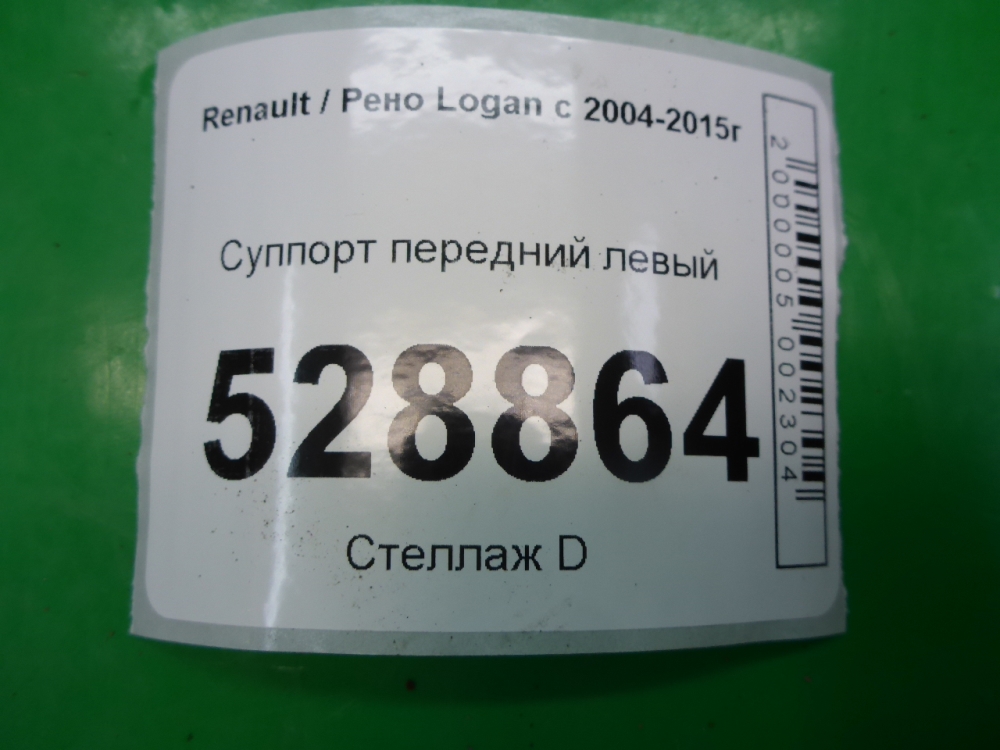 Renault / Рено Logan с 2004-2015г
Суппорт передний левый
528864
Стеллаж D
2000005002304